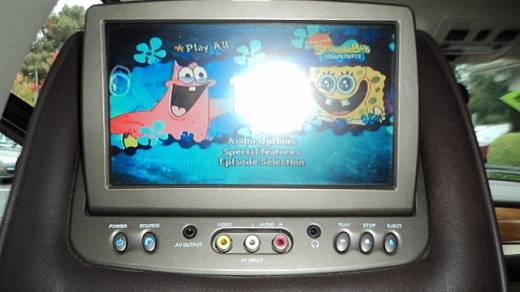 ★Play All
SpongeBob
SQUAREPANTS
Audio Options
Special Features
Episode Selection
POWER
SOURCE
VIDEO
L AUDIO R
PLAY
STOP
EJECT
AV OUTPUT
AV INPUT